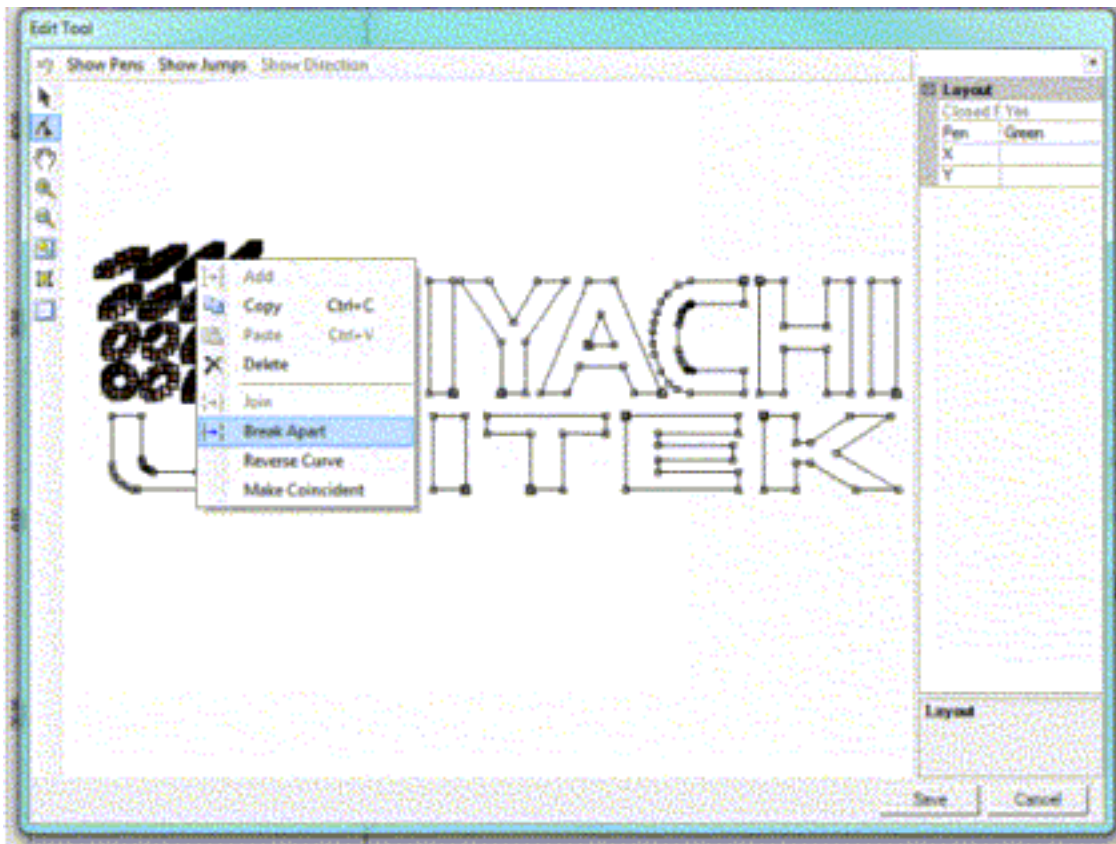 Edit Tool
Show Pens Show Jumps Show Direction
Layout
Closed F Yes
Pen Green
X
Y
Add
Copy Ctrl+C
Paste Ctrl+V
Delete
Join
Break Apart
Reverse Curve
Make Coincident
IYACHI
U ITEK
Layout
Save Cancel